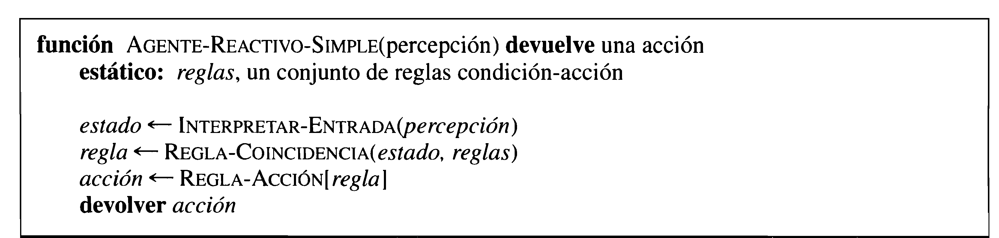 función AGENTE-REACTIVO-SIMPLE(percepción) devuelve una acción
estático: reglas, un conjunto de reglas condición-acción
estado ← INTERPRETAR-ENTRADA(percepción)
regla ← REGLA-COINCIDENCIA(estado, reglas)
acción ← REGLA-ACCIÓN[regla]
devolver acción